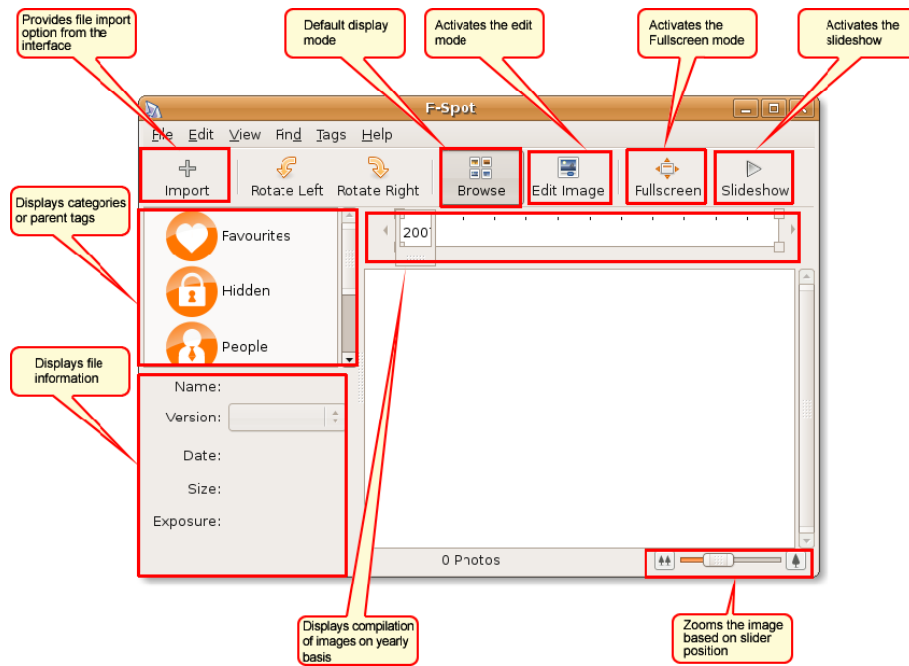 Provides file import
option from the
interface
Default display
mode
Activates the edit
mode
Activates the
Fullscreen mode
Activates the
slideshow
F-Spot
File Edit View Find Tags Help
Import Rotate Left Rotate Right Browse Edit Image Fullscreen Slideshow
Displays categories
or parent tags
Favourites
Hidden
People
2007
Displays file
information
Name:
Version:
Date:
Size:
Exposure:
0 Photos
Displays compilation
of images on yearly
basis
Zooms the image
based on slider
position